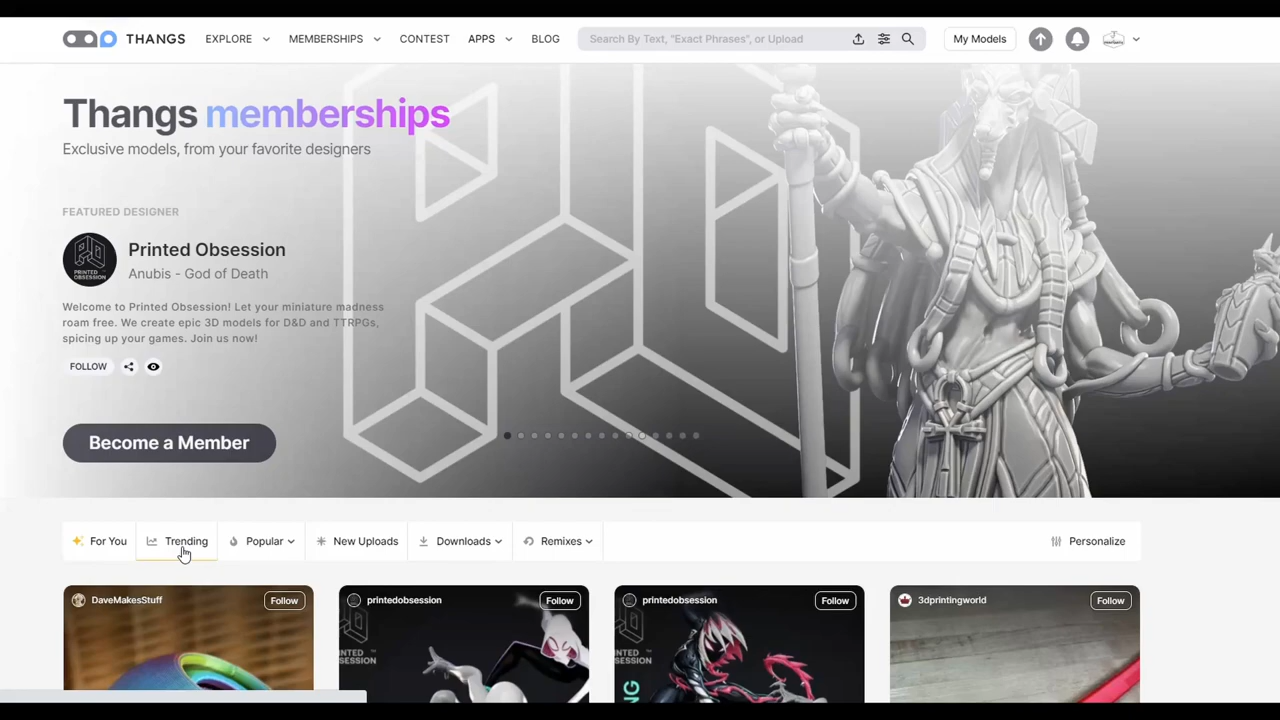 THANGS
EXPLORE
MEMBERSHIPS
CONTEST
APPS
BLOG
Search By Text, "Exact Phrases", or Upload
My Models
Thangs memberships
Exclusive models, from your favorite designers
FEATURED DESIGNER
PRINTED
OBSESSION
Printed Obsession
Anubis - God of Death
Welcome to Printed Obsession! Let your miniature madness
roam free. We create epic 3D models for D&D and TTRPGs,
spicing up your games. Join us now!
FOLLOW
Become a Member
For You
Trending
Popular
New Uploads
Downloads
Remixes
Personalize
DaveMakesStuff
Follow
printedobsession
Follow
printedobsession
Follow
3dprintingworld
Follow